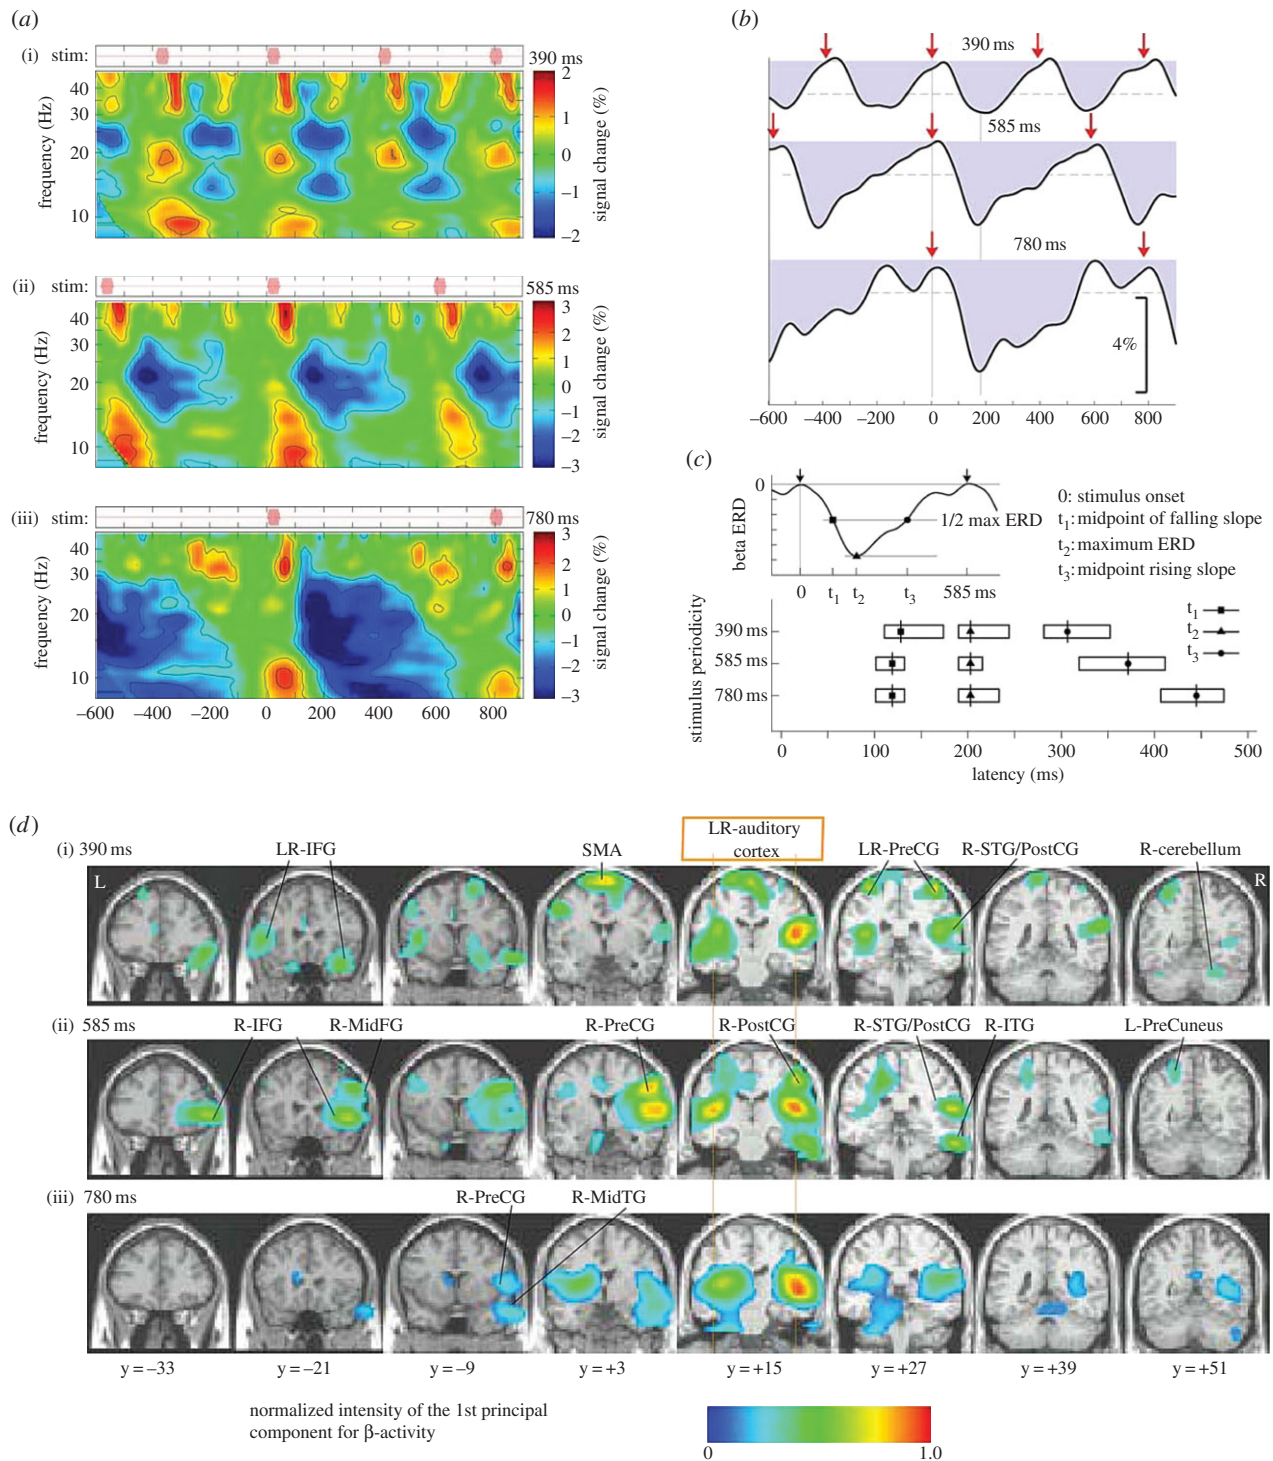 (a)
(i) stim: 390 ms
40
30
20
10
frequency (Hz)
2
1
0
–1
–2
signal change (%)
(ii) stim: 585 ms
40
30
20
10
frequency (Hz)
3
2
1
0
–1
–2
–3
signal change (%)
(iii) stim: 780 ms
40
30
20
10
frequency (Hz)
3
2
1
0
–1
–2
–3
signal change (%)
–600 –400 –200 0 200 400 600 800
(b)
390 ms
585 ms
780 ms
4%
–600 –400 –200 0 200 400 600 800
(c)
0
beta ERD
1/2 max ERD
0 t1 t2 t3 585 ms
0: stimulus onset
t1: midpoint of falling slope
t2: maximum ERD
t3: midpoint rising slope
stimulus periodicity
390 ms
585 ms
780 ms
t1
t2
t3
0 100 200 300 400 500
latency (ms)
(d)
(i) 390 ms LR-IFG SMA LR-auditory
cortex
LR-PreCG R-STG/PostCG R-cerebellum
L R
(ii) 585 ms R-IFG R-MidFG R-PreCG R-PostCG R-STG/PostCG R-ITG L-PreCuneus
(iii) 780 ms R-PreCG R-MidTG
y = –33 y = –21 y = –9 y = +3 y = +15 y = +27 y = +39 y = +51
normalized intensity of the 1st principal
component for β-activity
0 1.0